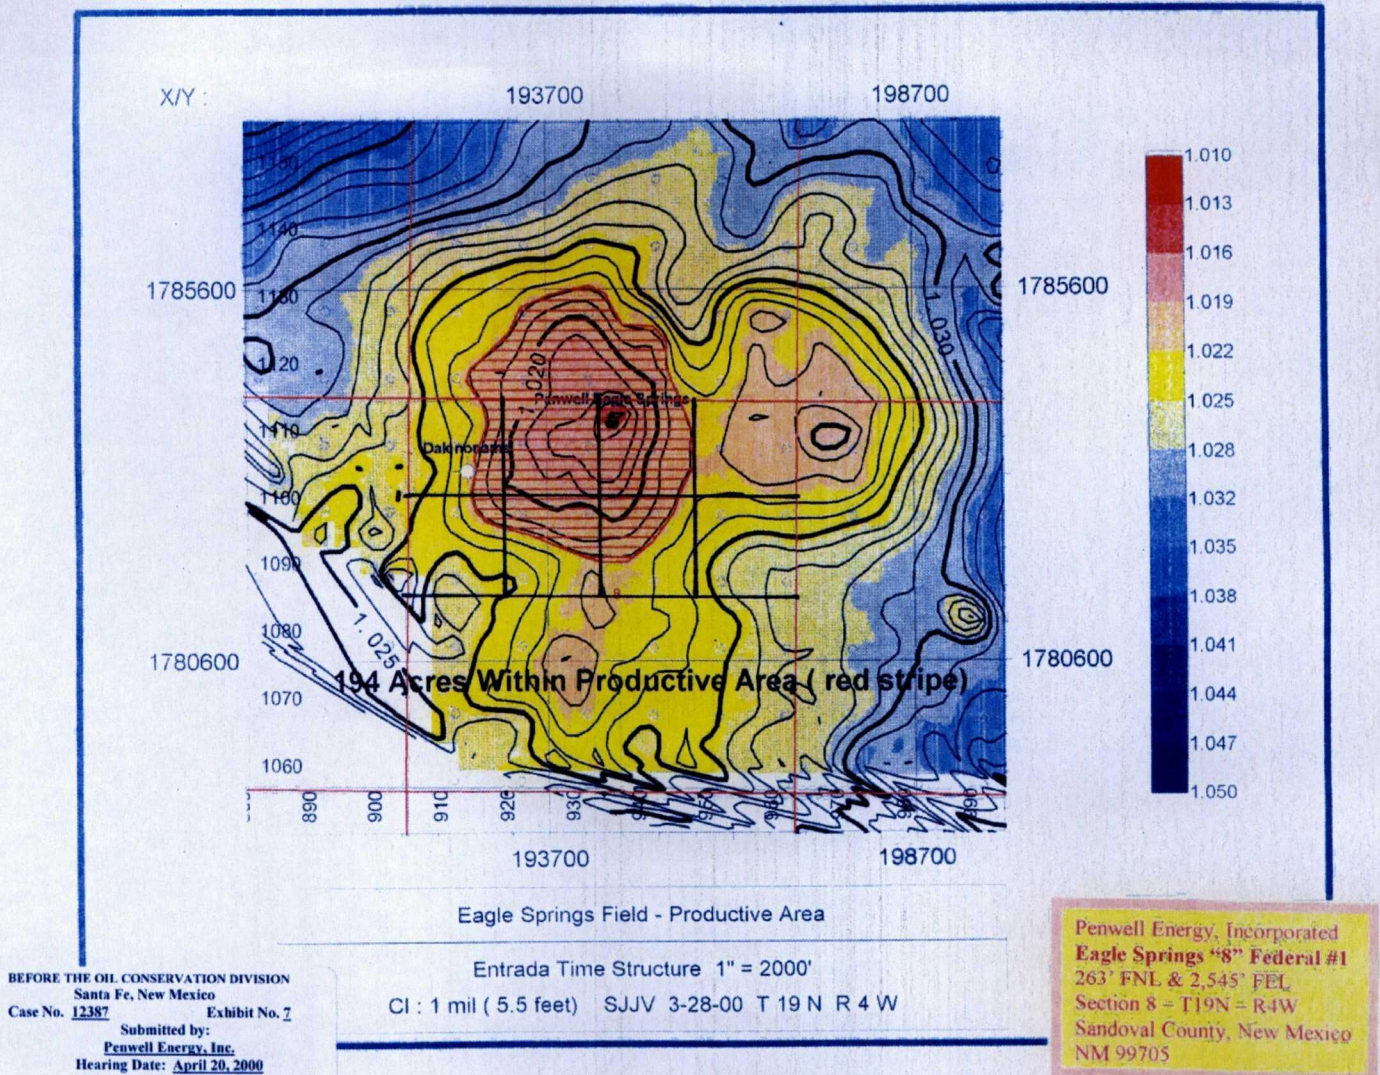 X/Y :
193700
198700
1.010
1.013
1.016
1.019
1.022
1.025
1.028
1.032
1.035
1.038
1.041
1.044
1.047
1.050
1785600
1785600
1140
1130
1120
1110
1100
1090
1080
1070
1060
1.030
1.020
Penwell Eagle Springs
1.025
1780600
1780600
194 Acres Within Productive Area ( red stripe)
890
900
910
920
930
940
950
970
990
193700
198700
Eagle Springs Field - Productive Area
Entrada Time Structure 1" = 2000'
CI : 1 mil ( 5.5 feet) SJJV 3-28-00 T 19 N R 4 W
BEFORE THE OIL CONSERVATION DIVISION
Santa Fe, New Mexico
Case No. 12387 Exhibit No. 7
Submitted by:
Penwell Energy, Inc.
Hearing Date: April 20, 2000
Penwell Energy, Incorporated
Eagle Springs "8" Federal #1
263' FNL & 2,545' FEL
Section 8 - T19N - R4W
Sandoval County, New Mexico
NM 99705